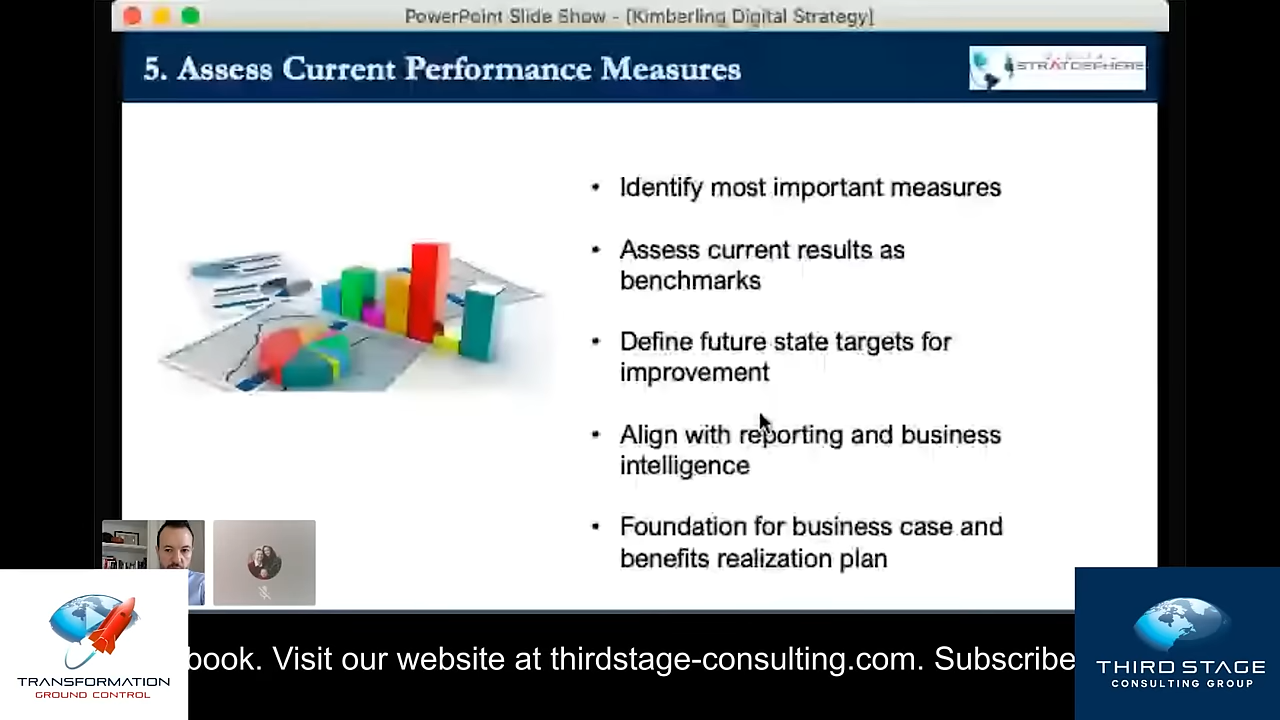 PowerPoint Slide Show - [Kimberling Digital Strategy]
5. Assess Current Performance Measures
STRATOSPHERE
• Identify most important measures
• Assess current results as
benchmarks
• Define future state targets for
improvement
• Align with reporting and business
intelligence
• Foundation for business case and
benefits realization plan
TRANSFORMATION
GROUND CONTROL
book. Visit our website at thirdstage-consulting.com. Subscribe
THIRD STAGE
CONSULTING GROUP